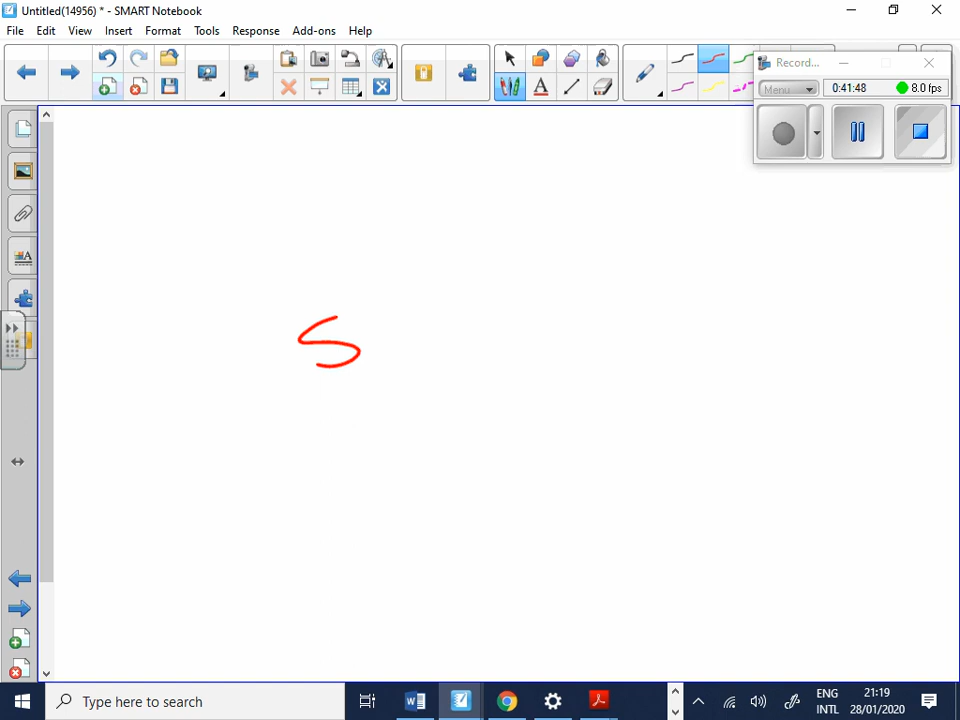 Untitled(14956) * - SMART Notebook
File Edit View Insert Format Tools Response Add-ons Help
Record...
Menu 0:41:48 8.0 fps
S
Type here to search
ENG 21:19
INTL 28/01/2020